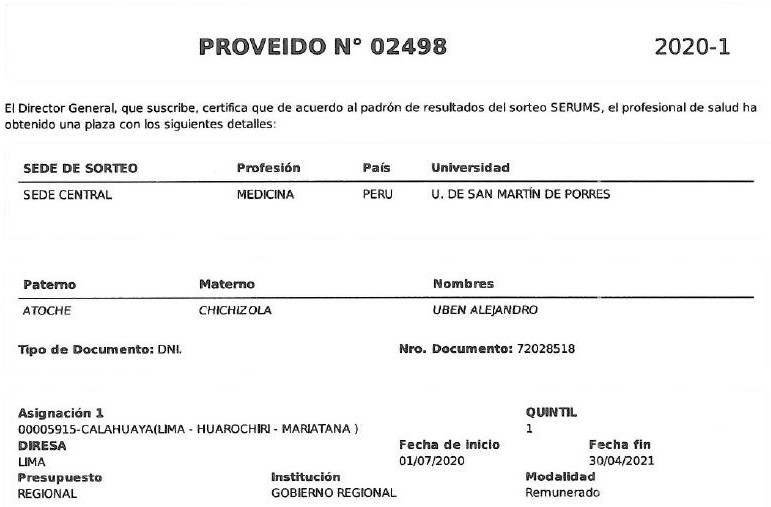 PROVEIDO N° 02498 2020-1
El Director General, que suscribe, certifica que de acuerdo al padrón de resultados del sorteo SERUMS, el profesional de salud ha
obtenido una plaza con los siguientes detalles:
SEDE DE SORTEO Profesión País Universidad
SEDE CENTRAL MEDICINA PERU U. DE SAN MARTÍN DE PORRES
Paterno Materno Nombres
ATOCHE CHICHIZOLA UBEN ALEJANDRO
Tipo de Documento: DNI. Nro. Documento: 72028518
Asignación 1 QUINTIL
00005915-CALAHUAYA(LIMA - HUAROCHIRI - MARIATANA ) 1
DIRESA Fecha de inicio Fecha fin
LIMA 01/07/2020 30/04/2021
Presupuesto Institución Modalidad
REGIONAL GOBIERNO REGIONAL Remunerado